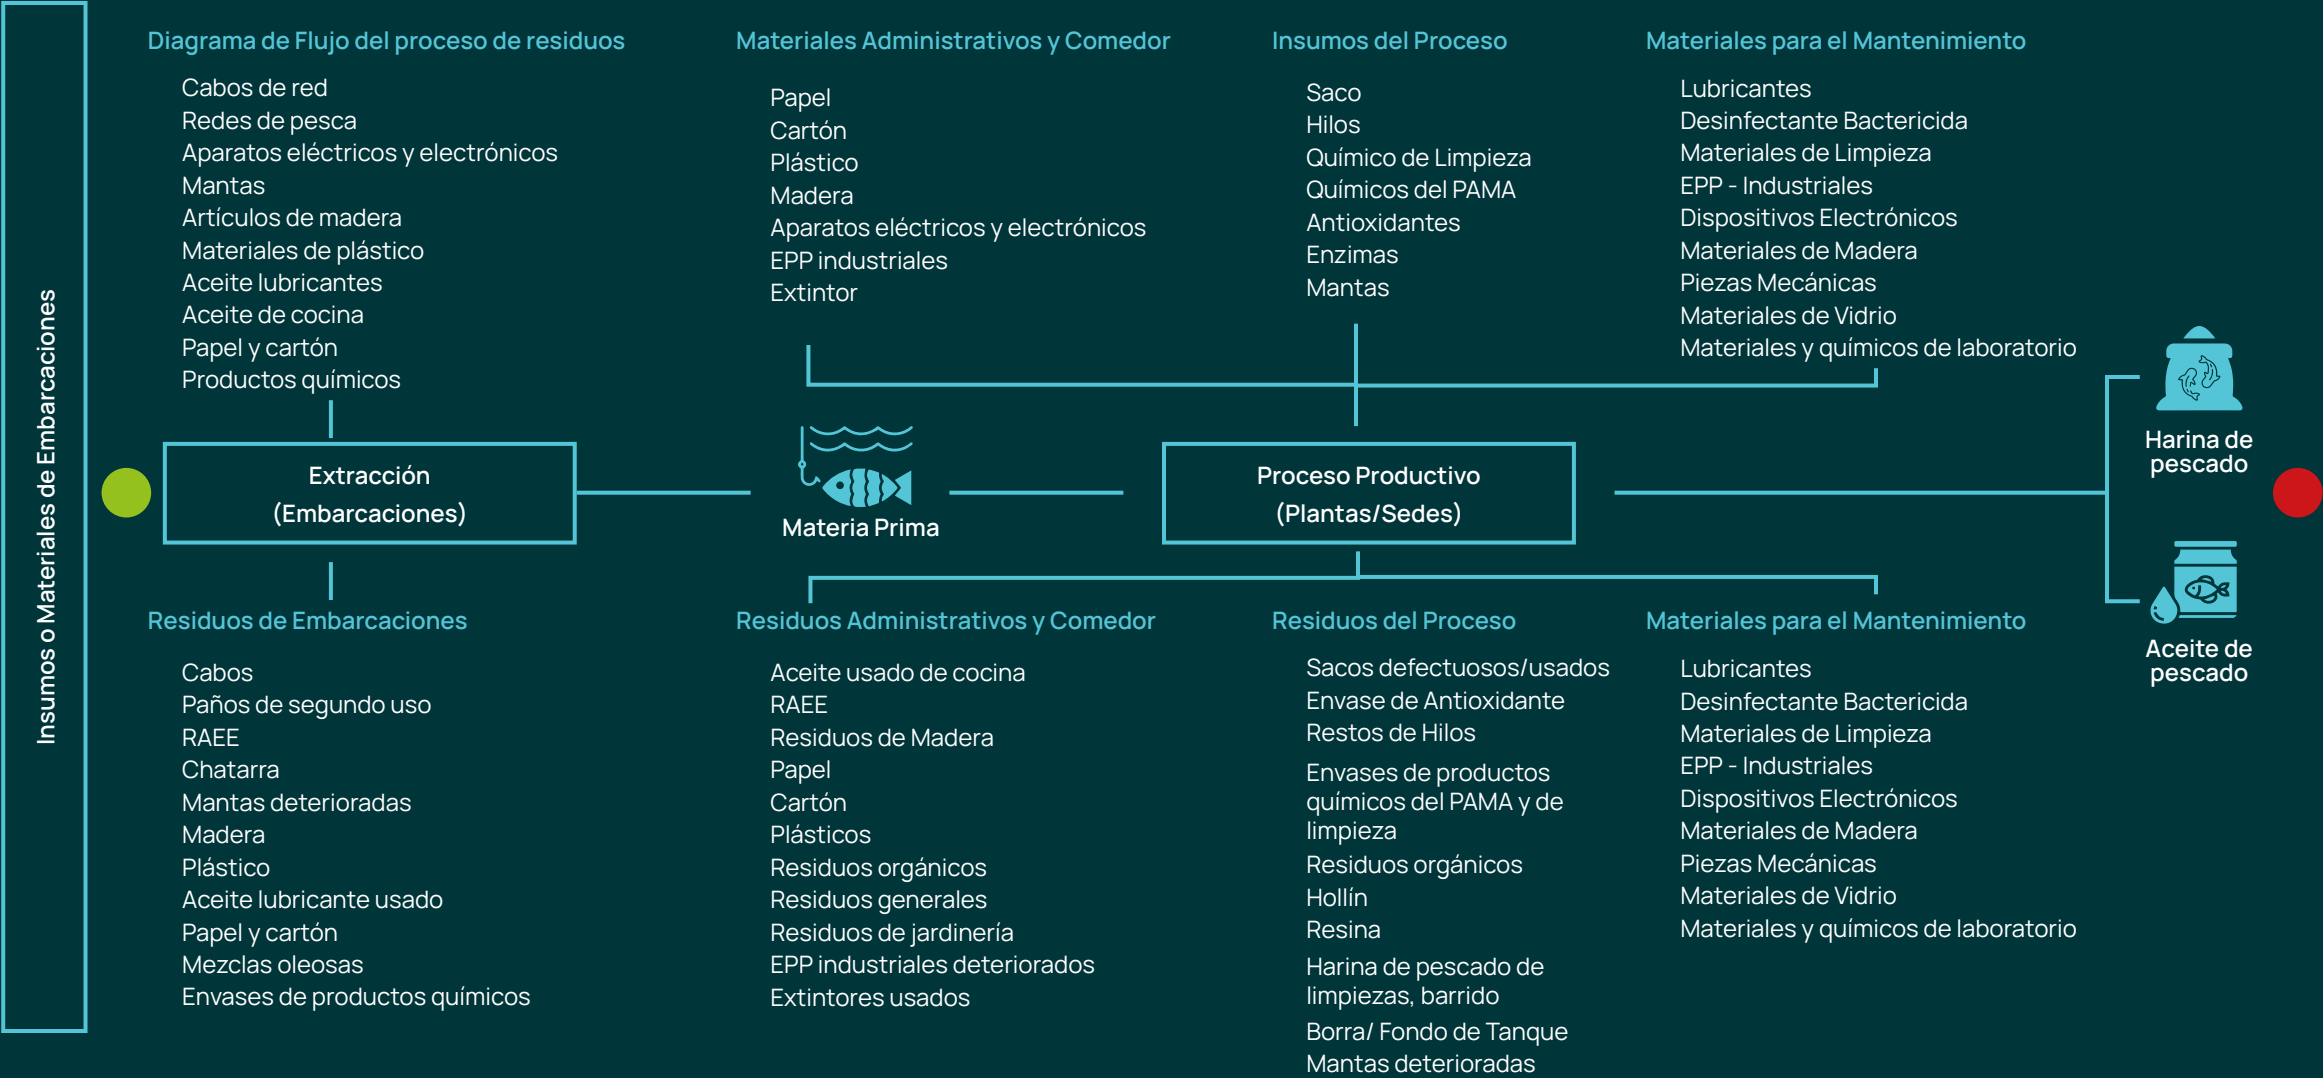 Insumos o Materiales de Embarcaciones
Diagrama de Flujo del proceso de residuos
Cabos de red
Redes de pesca
Aparatos eléctricos y electrónicos
Mantas
Artículos de madera
Materiales de plástico
Aceite lubricantes
Aceite de cocina
Papel y cartón
Productos químicos
Materiales Administrativos y Comedor
Papel
Cartón
Plástico
Madera
Aparatos eléctricos y electrónicos
EPP industriales
Extintor
Insumos del Proceso
Saco
Hilos
Químico de Limpieza
Químicos del PAMA
Antioxidantes
Enzimas
Mantas
Materiales para el Mantenimiento
Lubricantes
Desinfectante Bactericida
Materiales de Limpieza
EPP - Industriales
Dispositivos Electrónicos
Materiales de Madera
Piezas Mecánicas
Materiales de Vidrio
Materiales y químicos de laboratorio
Extracción
(Embarcaciones)
Materia Prima
Proceso Productivo
(Plantas/Sedes)
Harina de
pescado
Aceite de
pescado
Residuos de Embarcaciones
Cabos
Paños de segundo uso
RAEE
Chatarra
Mantas deterioradas
Madera
Plástico
Aceite lubricante usado
Papel y cartón
Mezclas oleosas
Envases de productos químicos
Residuos Administrativos y Comedor
Aceite usado de cocina
RAEE
Residuos de Madera
Papel
Cartón
Plásticos
Residuos orgánicos
Residuos generales
Residuos de jardinería
EPP industriales deteriorados
Extintores usados
Residuos del Proceso
Sacos defectuosos/usados
Envase de Antioxidante
Restos de Hilos
Envases de productos
químicos del PAMA y de
limpieza
Residuos orgánicos
Hollín
Resina
Harina de pescado de
limpiezas, barrido
Borra/ Fondo de Tanque
Mantas deterioradas
Materiales para el Mantenimiento
Lubricantes
Desinfectante Bactericida
Materiales de Limpieza
EPP - Industriales
Dispositivos Electrónicos
Materiales de Madera
Piezas Mecánicas
Materiales de Vidrio
Materiales y químicos de laboratorio